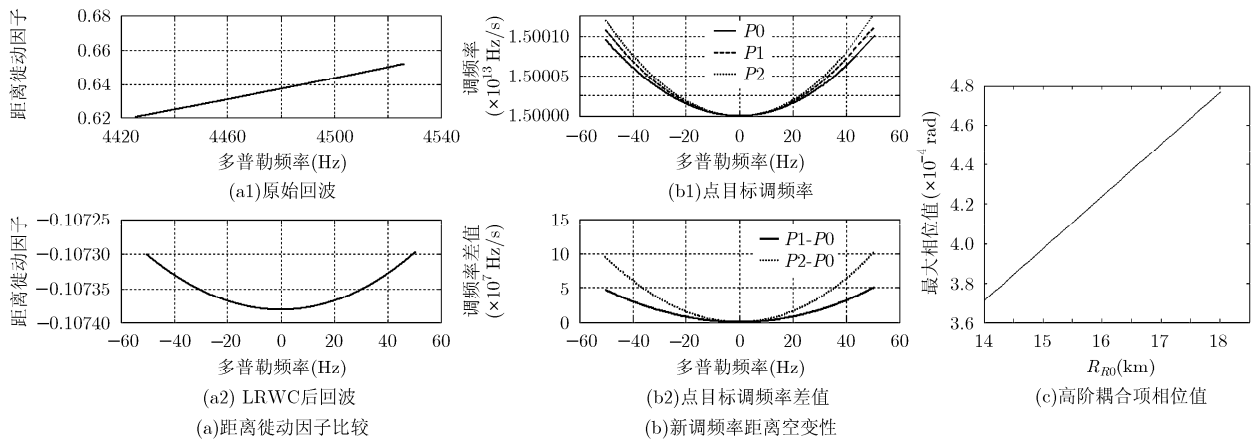 距离徙动因子
0.68
0.66
0.64
0.62
4420
4460
4500
4540
多普勒频率(Hz)
(a1)原始回波
距离徙动因子
−0.10725
−0.10730
−0.10735
−0.10740
−60
−40
−20
0
20
40
60
多普勒频率(Hz)
(a2) LRWC后回波
(a)距离徙动因子比较
调频率
(×10¹³ Hz/s)
1.50010
1.50005
1.50000
P0
P1
P2
−60
−40
−20
0
20
40
60
多普勒频率(Hz)
(b1)点目标调频率
调频率差值
(×10⁷ Hz/s)
15
10
5
0
P1-P0
P2-P0
−60
−40
−20
0
20
40
60
多普勒频率(Hz)
(b2)点目标调频率差值
(b)新调频率距离空变性
最大相位值 (×10⁻⁴ rad)
4.8
4.6
4.4
4.2
4.0
3.8
3.6
14
15
16
17
18
R_R0(km)
(c)高阶耦合项相位值